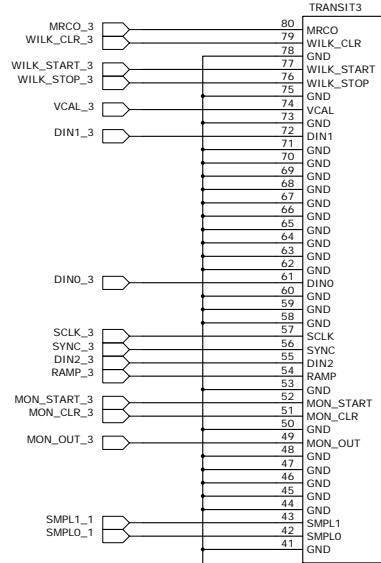 TRANSIT3
MRCO_3 80 MRCO
WILK_CLR_3 79 WILK_CLR
78 GND
WILK_START_3 77 WILK_START
WILK_STOP_3 76 WILK_STOP
75 GND
VCAL_3 74 VCAL
73 GND
DIN1_3 72 DIN1
71 GND
70 GND
69 GND
68 GND
67 GND
66 GND
65 GND
64 GND
63 GND
62 GND
DIN0_3 61 DIN0
60 GND
59 GND
58 GND
SCLK_3 57 SCLK
SYNC_3 56 SYNC
DIN2_3 55 DIN2
RAMP_3 54 RAMP
53 GND
MON_START_3 52 MON_START
MON_CLR_3 51 MON_CLR
50 GND
MON_OUT_3 49 MON_OUT
48 GND
47 GND
46 GND
45 GND
44 GND
SMPL1_1 43 SMPL1
SMPL0_1 42 SMPL0
41 GND